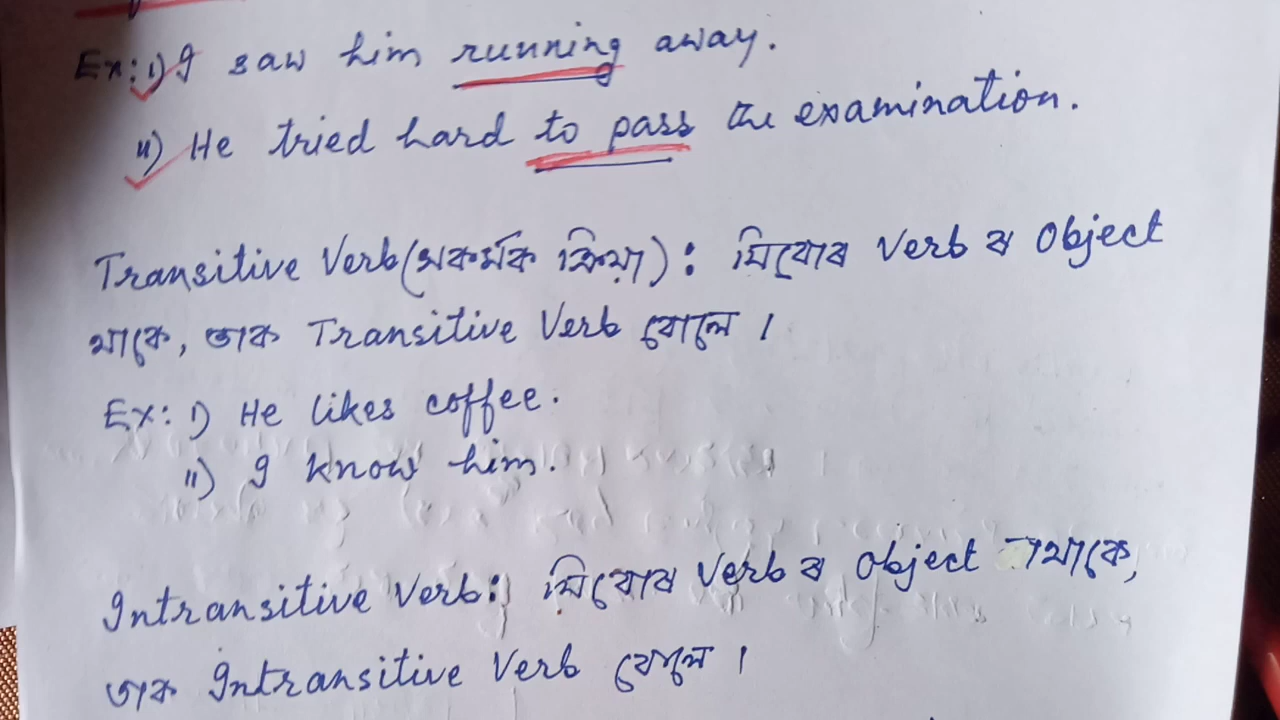 Ex: i) I saw him running away.
ii) He tried hard to pass the examination.
Transitive Verb (সকৰ্মক ক্ৰিয়া) : যিবোৰ Verb ৰ Object
থাকে, তাক Transitive Verb বোলে ।
Ex: i) He likes coffee.
ii) I know him.
Intransitive Verb: যিবোৰ Verb ৰ Object নাথাকে,
তাক Intransitive Verb বোলে ।